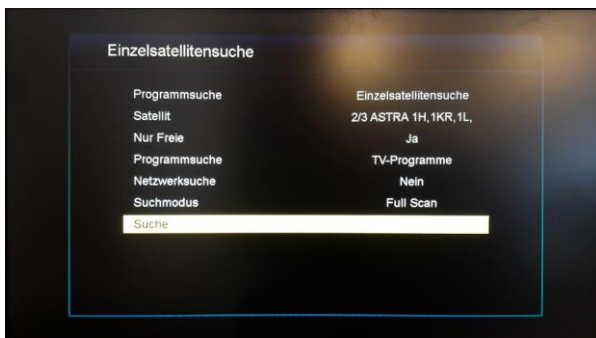 Einzelsatellitensuche
Programmsuche Einzelsatellitensuche
Satellit 2/3 ASTRA 1H,1KR,1L,
Nur Freie Ja
Programmsuche TV-Programme
Netzwerksuche Nein
Suchmodus Full Scan
Suche